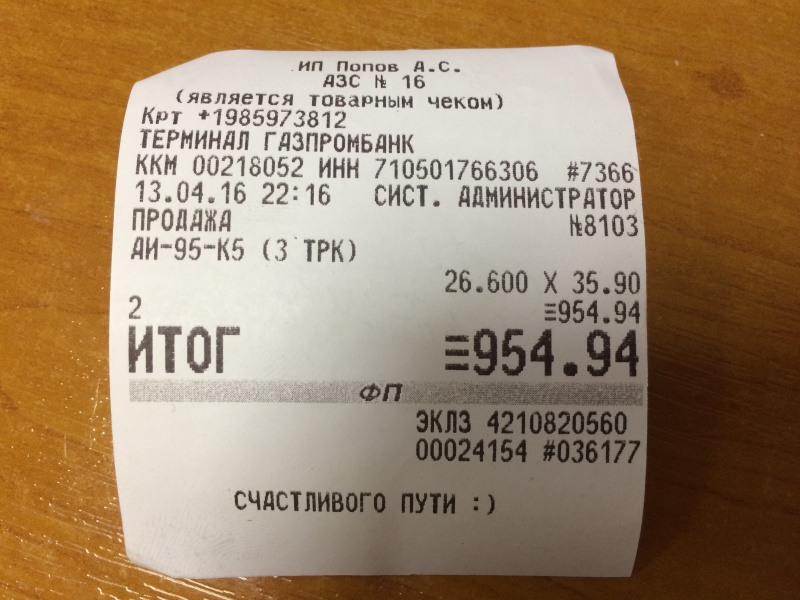 ИП Попов А.С.
АЗС № 16
(является товарным чеком)
Крт +1985973812
ТЕРМИНАЛ ГАЗПРОМБАНК
ККМ 00218052 ИНН 710501766306 #7366
13.04.16 22:16 СИСТ. АДМИНИСТРАТОР
ПРОДАЖА №8103
АИ-95-К5 (3 ТРК)
26.600 X 35.90
2 ≡954.94
ИТОГ ≡954.94
ФП
ЭКЛЗ 4210820560
00024154 #036177
СЧАСТЛИВОГО ПУТИ :)